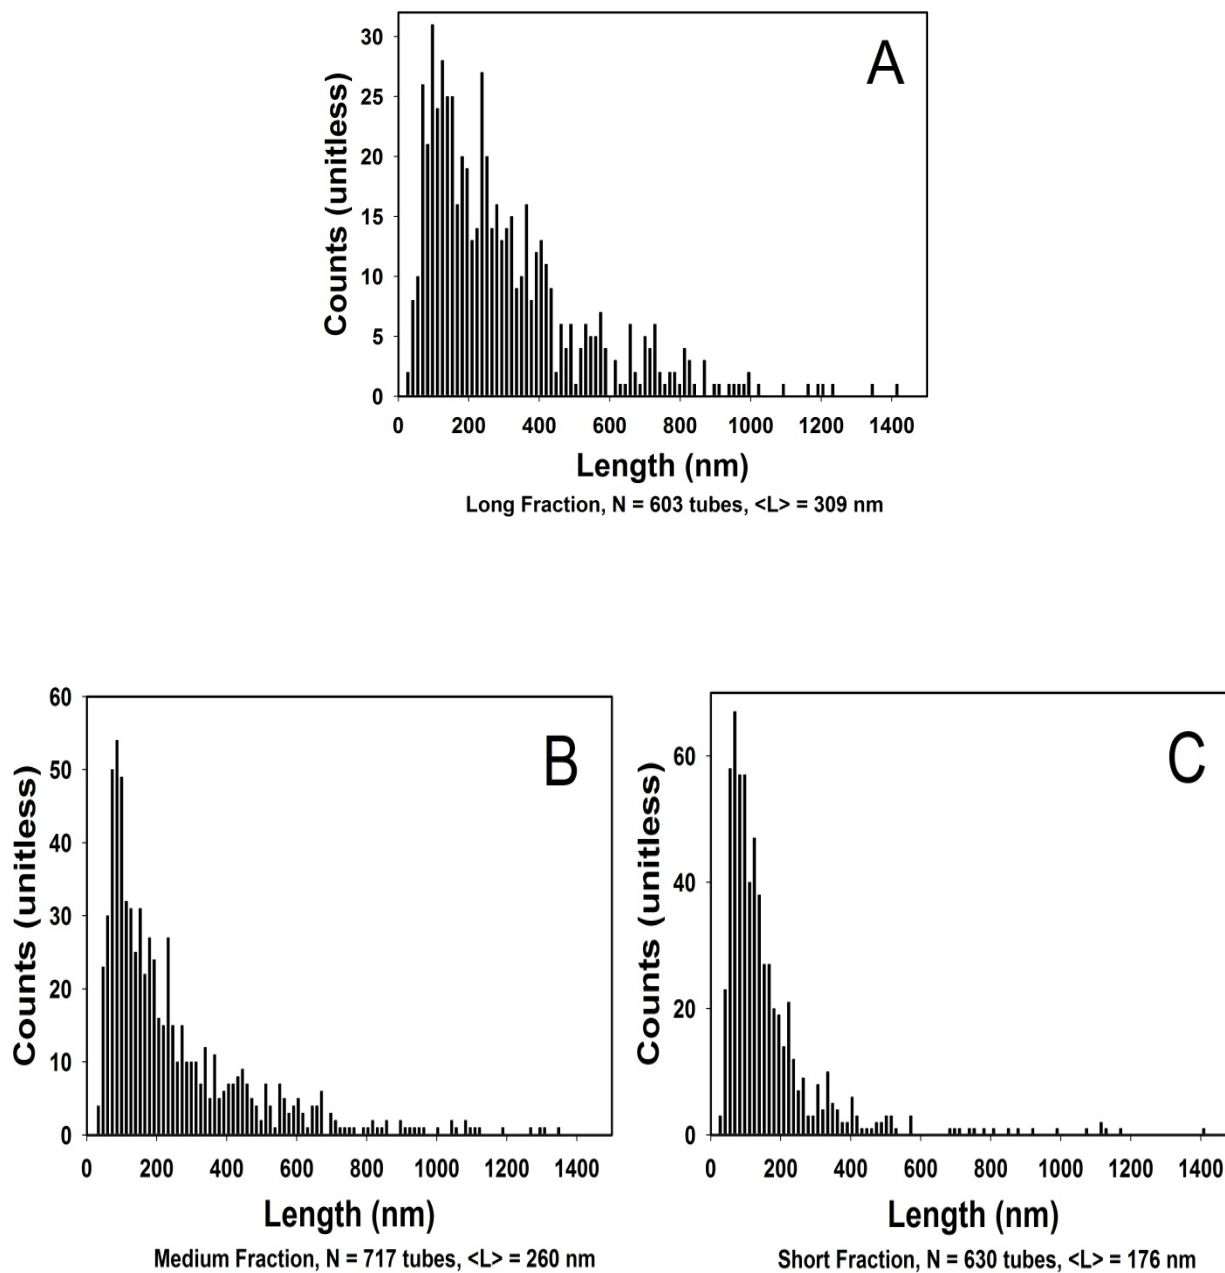 A
Counts (unitless)
30
25
20
15
10
5
0
0 200 400 600 800 1000 1200 1400
Length (nm)
Long Fraction, N = 603 tubes, <L> = 309 nm
B
Counts (unitless)
60
50
40
30
20
10
0
0 200 400 600 800 1000 1200 1400
Length (nm)
Medium Fraction, N = 717 tubes, <L> = 260 nm
C
Counts (unitless)
60
40
20
0
0 200 400 600 800 1000 1200 1400
Length (nm)
Short Fraction, N = 630 tubes, <L> = 176 nm